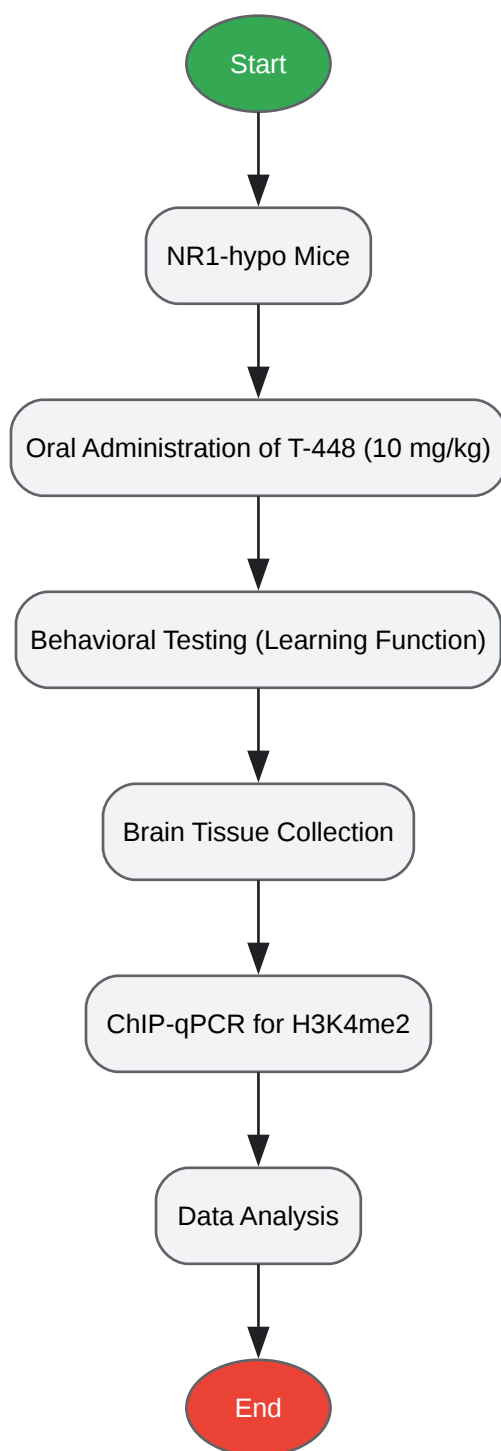 Start
NR1-hypo Mice
Oral Administration of T-448 (10 mg/kg)
Behavioral Testing (Learning Function)
Brain Tissue Collection
ChIP-qPCR for H3K4me2
Data Analysis
End